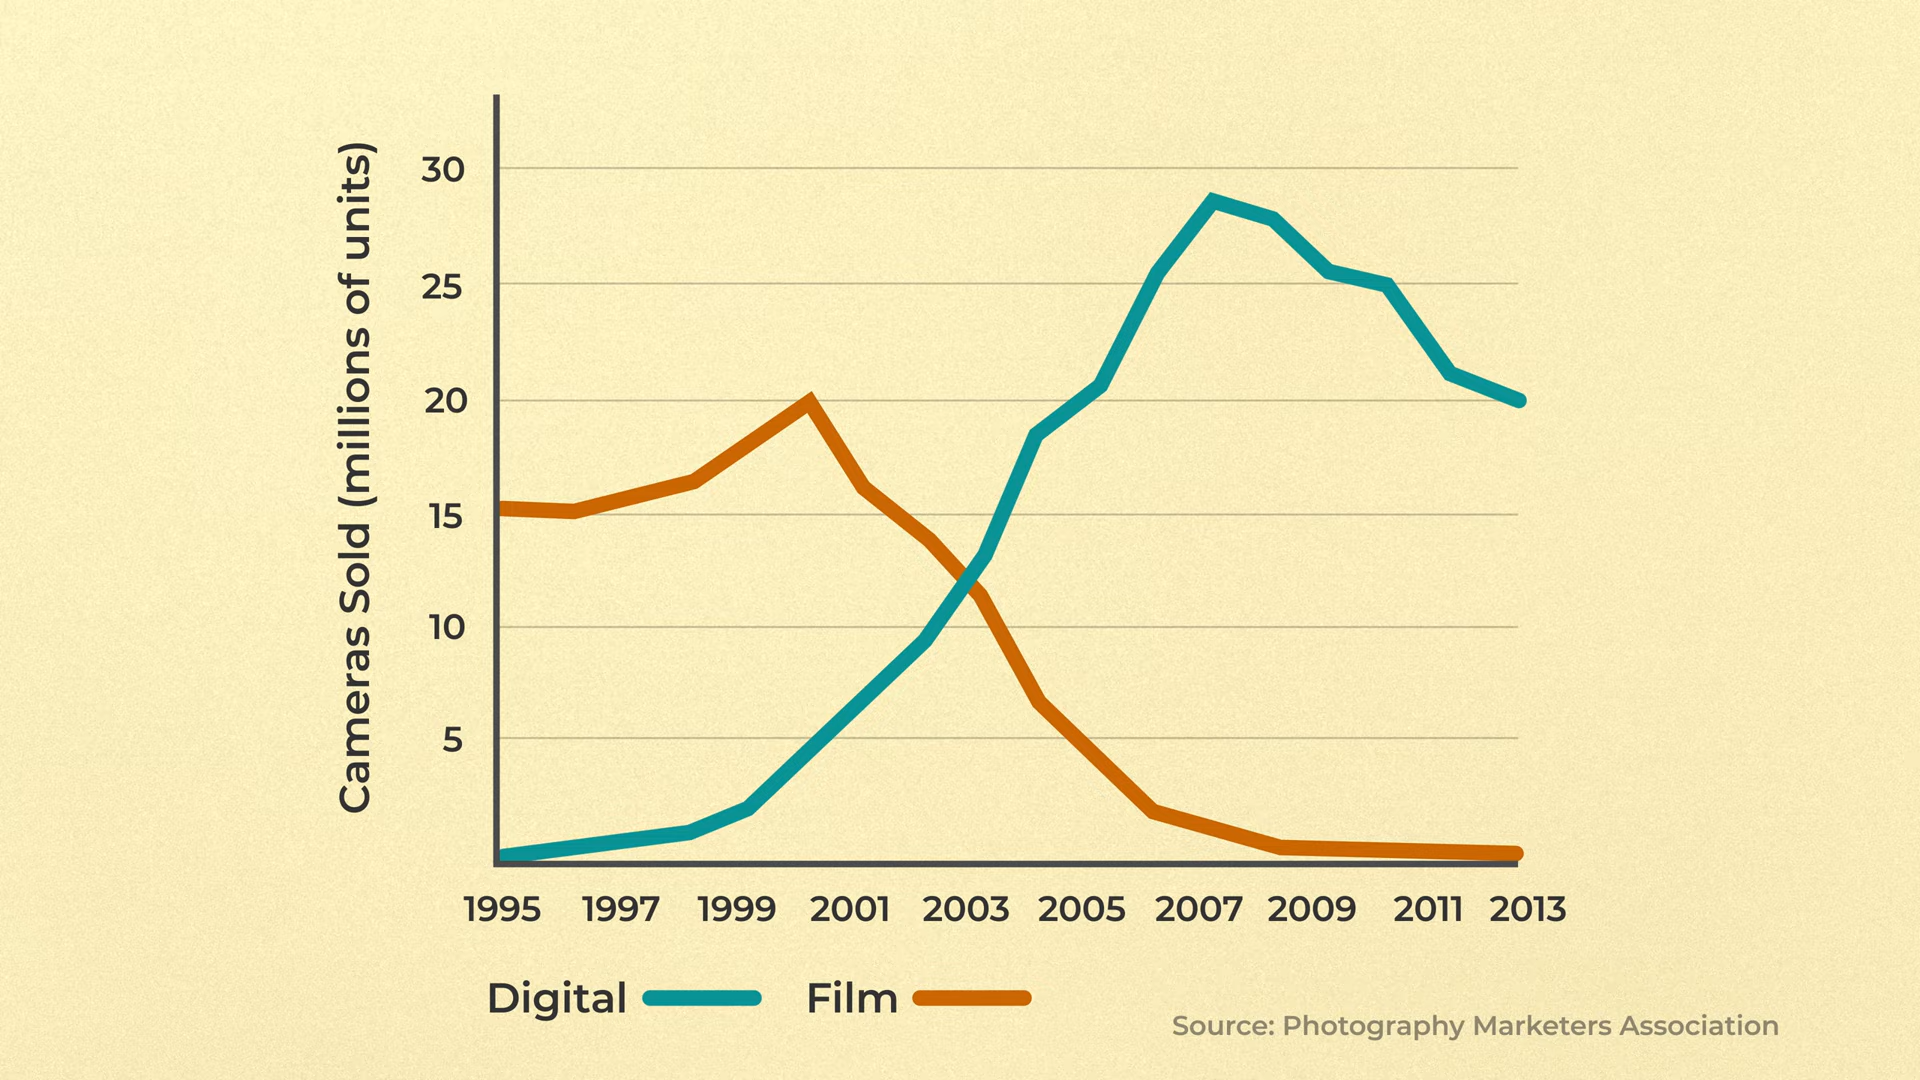 Cameras Sold (millions of units)
30
25
20
15
10
5
1995 1997 1999 2001 2003 2005 2007 2009 2011 2013
Digital Film
Source: Photography Marketers Association